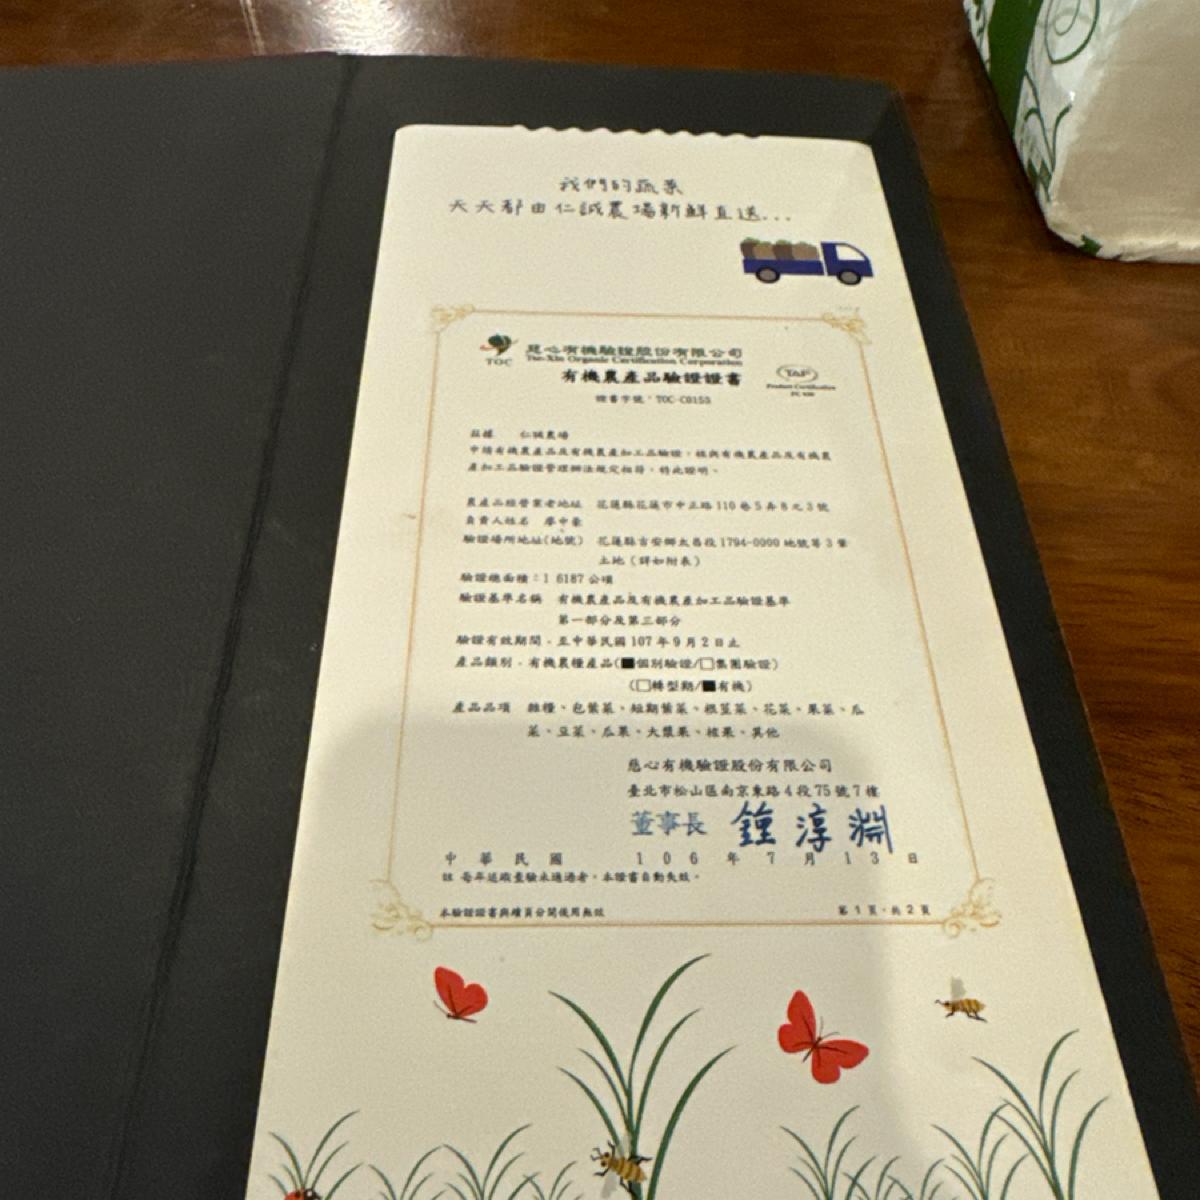 我們的蔬菜
天天都由仁誠農場新鮮直送...
TOC
慈心有機驗證股份有限公司
Tse-Xin Organic Certification Corporation
有機農產品驗證證書
TAF
Product Certification
證書字號：TOC-C0153
茲據 仁誠農場
申請有機農產品及有機農產加工品驗證，核與有機農產品及有機農
產加工品驗證管理辦法規定相符，特此證明。
農產品經營業者地址 花蓮縣花蓮市中正路110巷5弄8之3號
負責人姓名 廖中豪
驗證場所地址(地號) 花蓮縣吉安鄉太昌段1794-0000地號等3筆
土地（詳如附表）
驗證總面積：1.6187公頃
驗證基準名稱 有機農產品及有機農產加工品驗證基準
第一部分及第三部分
驗證有效期間：至中華民國107年9月2日止
產品類別：有機農糧產品(■個別驗證/□集團驗證)
(□轉型期/■有機)
產品品項 雜糧、包葉菜、短期葉菜、根莖菜、花菜、果菜、瓜
菜、豆菜、瓜果、大漿果、核果、其他
慈心有機驗證股份有限公司
臺北市松山區南京東路4段75號7樓
董事長 鍾淳淵
中華民國 106年7月13日
註：每年追蹤查驗未通過者，本證書自動失效。
本驗證證書與續頁分開使用無效
第1頁，共2頁